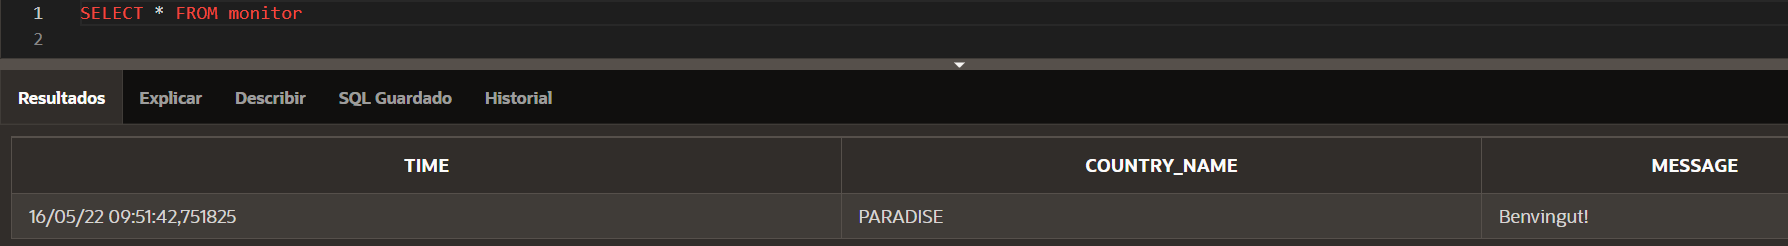 1 SELECT * FROM monitor
2
Resultados Explicar Describir SQL Guardado Historial
TIME COUNTRY_NAME MESSAGE
16/05/22 09:51:42,751825 PARADISE Benvingut!